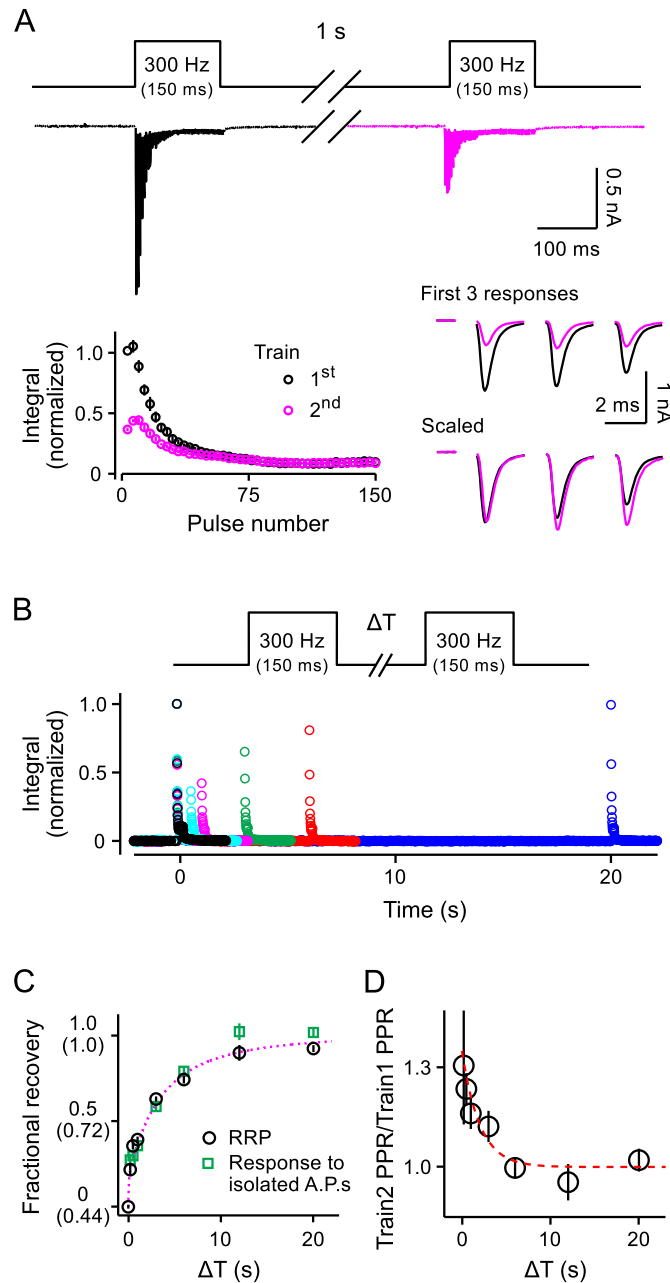 A
1 s
300 Hz
(150 ms)
300 Hz
(150 ms)
0.5 nA
100 ms
First 3 responses
1.0
0.5
0
Integral
(normalized)
Train
1st
2nd
0
75
150
Pulse number
1 nA
2 ms
Scaled
B
ΔT
300 Hz
(150 ms)
300 Hz
(150 ms)
1.0
0.5
0
Integral
(normalized)
0
10
20
Time (s)
C
Fractional recovery
1.0
(1.0)
0.5
(0.72)
0
(0.44)
RRP
Response to
isolated A.P.s
0
10
20
ΔT (s)
D
Train2 PPR/Train1 PPR
1.3
1.0
0
10
20
ΔT (s)